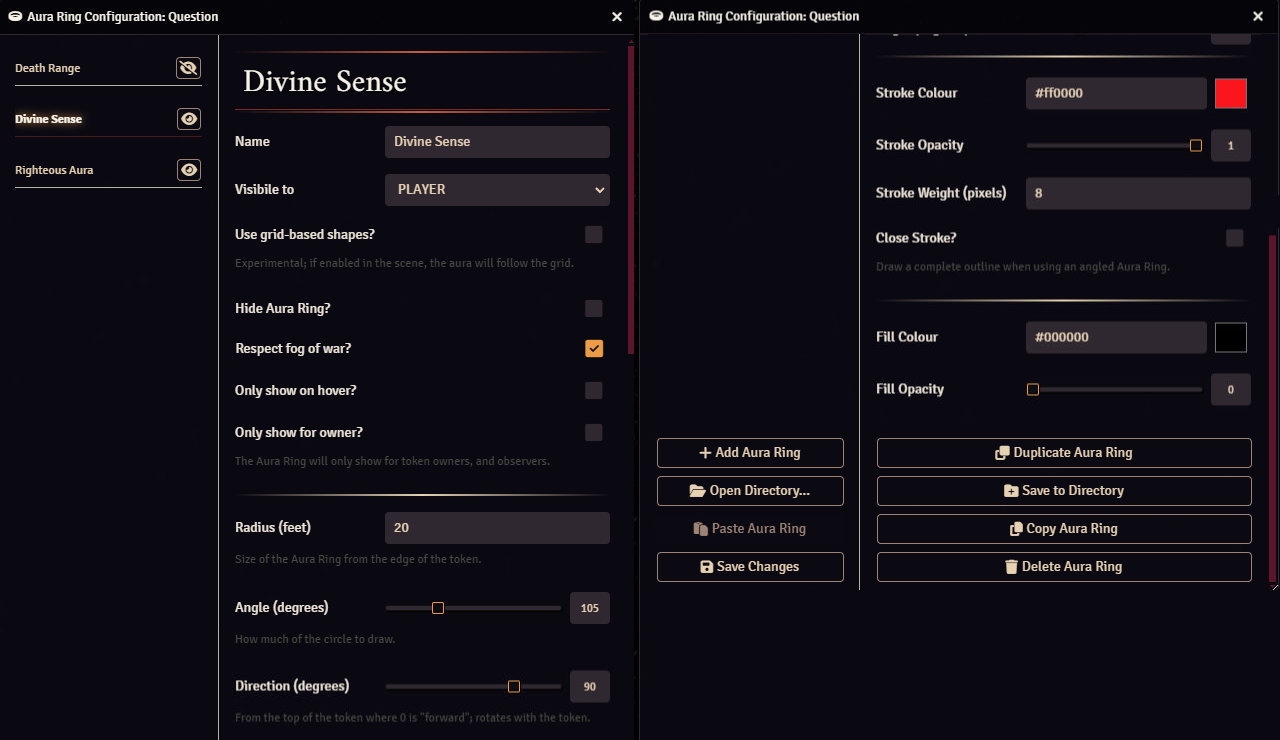 Aura Ring Configuration: Question
Death Range
Divine Sense
Righteous Aura
Divine Sense
Name
Divine Sense
Visibile to
PLAYER
Use grid-based shapes?
Experimental; if enabled in the scene, the aura will follow the grid.
Hide Aura Ring?
Respect fog of war?
Only show on hover?
Only show for owner?
The Aura Ring will only show for token owners, and observers.
Radius (feet)
20
Size of the Aura Ring from the edge of the token.
Angle (degrees)
105
How much of the circle to draw.
Direction (degrees)
90
From the top of the token where 0 is "forward"; rotates with the token.
Aura Ring Configuration: Question
Stroke Colour
#ff0000
Stroke Opacity
1
Stroke Weight (pixels)
8
Close Stroke?
Draw a complete outline when using an angled Aura Ring.
Fill Colour
#000000
Fill Opacity
0
Add Aura Ring
Open Directory...
Paste Aura Ring
Save Changes
Duplicate Aura Ring
Save to Directory
Copy Aura Ring
Delete Aura Ring